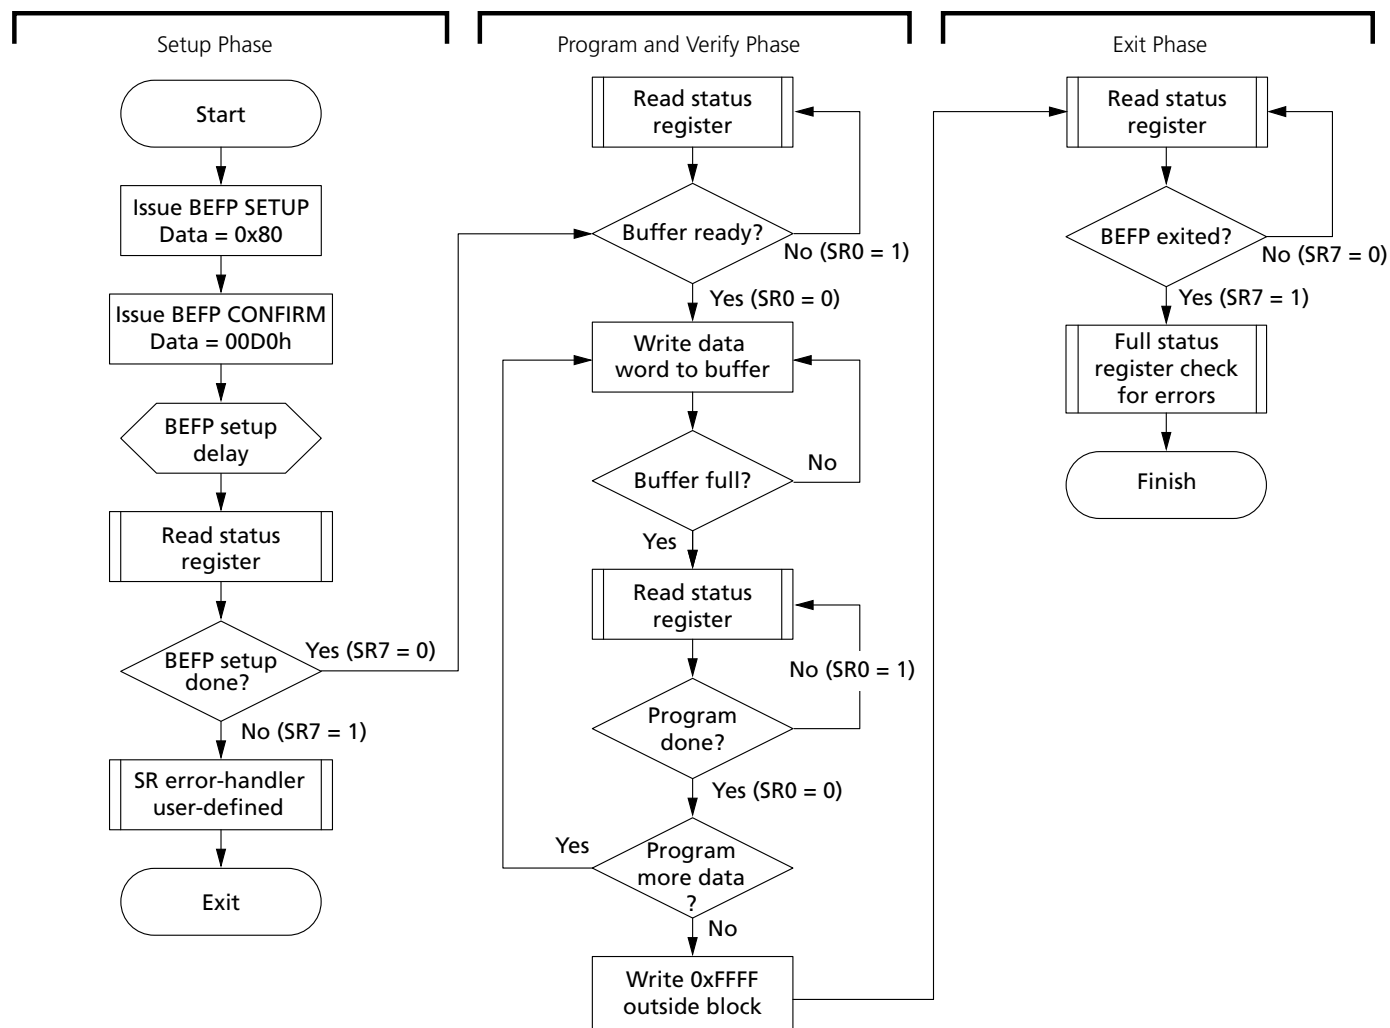 Setup Phase
Start
Issue BEFP SETUP
Data = 0x80
Issue BEFP CONFIRM
Data = 00D0h
BEFP setup
delay
Read status
register
BEFP setup
done?
Yes (SR7 = 0)
No (SR7 = 1)
SR error-handler
user-defined
Exit
Program and Verify Phase
Read status
register
Buffer ready?
No (SR0 = 1)
Yes (SR0 = 0)
Write data
word to buffer
Buffer full?
No
Yes
Read status
register
No (SR0 = 1)
Program
done?
Yes (SR0 = 0)
Program
more data
?
Yes
No
Write 0xFFFF
outside block
Exit Phase
Read status
register
BEFP exited?
No (SR7 = 0)
Yes (SR7 = 1)
Full status
register check
for errors
Finish